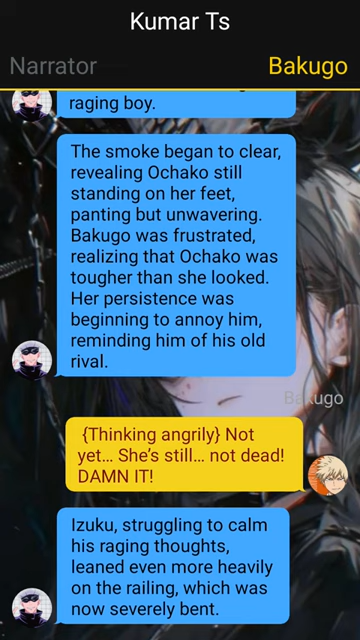 Kumar Ts
Narrator
Bakugo
raging boy.
The smoke began to clear,
revealing Ochako still
standing on her feet,
panting but unwavering.
Bakugo was frustrated,
realizing that Ochako was
tougher than she looked.
Her persistence was
beginning to annoy him,
reminding him of his old
rival.
Bakugo
{Thinking angrily} Not
yet... She's still... not dead!
DAMN IT!
Izuku, struggling to calm
his raging thoughts,
leaned even more heavily
on the railing, which was
now severely bent.